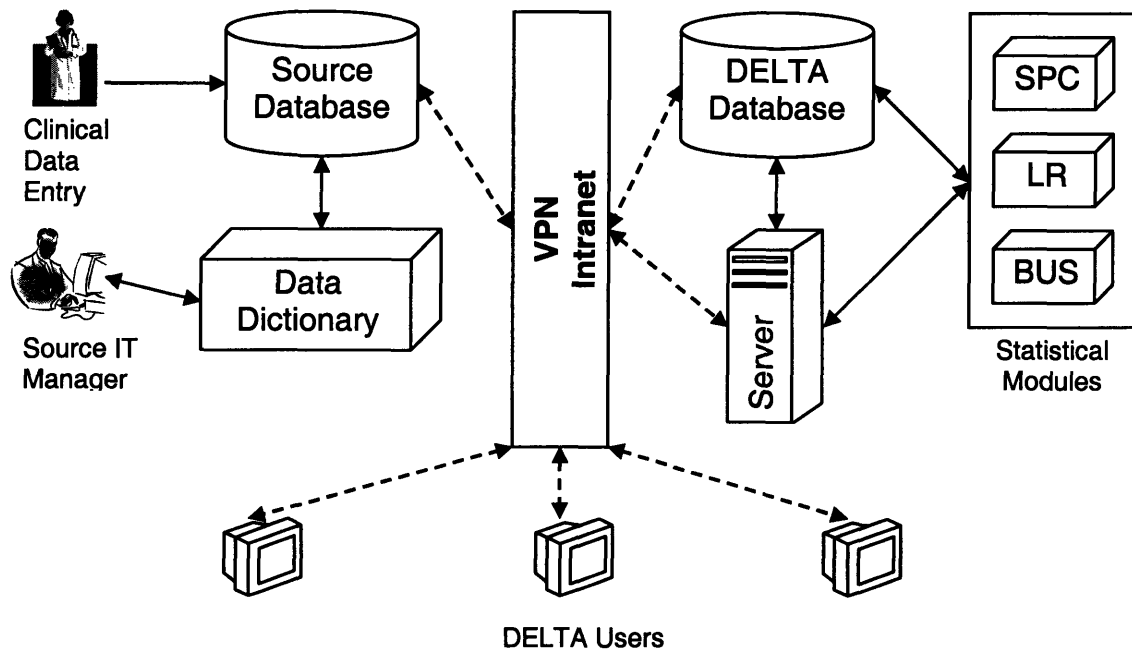 Clinical
Data
Entry
Source
Database
Source IT
Manager
Data
Dictionary
VPN
Intranet
DELTA
Database
Server
SPC
LR
BUS
Statistical
Modules
DELTA Users